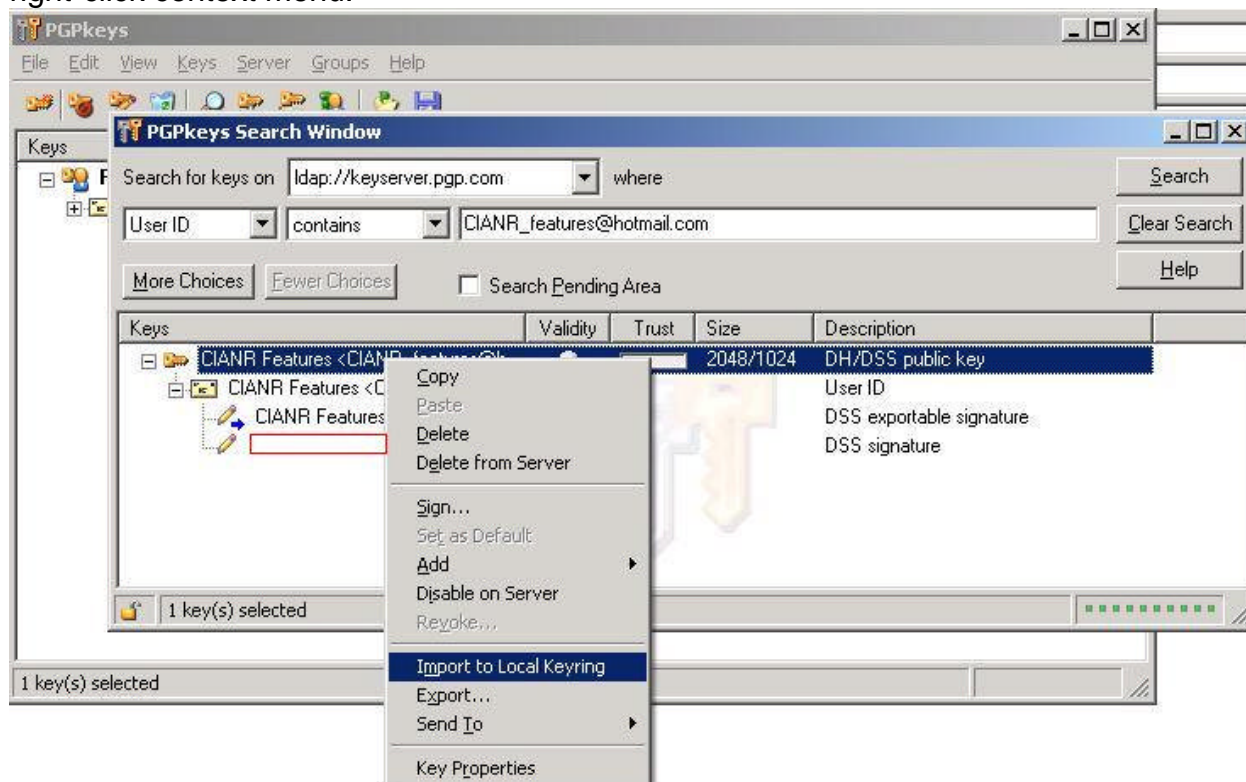 right-click context menu.
PGPkeys
File Edit View Keys Server Groups Help
PGPkeys Search Window
Keys
F
Search for keys on ldap://keyserver.pgp.com where Search
User ID contains CIANR_features@hotmail.com Clear Search
More Choices Fewer Choices Search Pending Area Help
Keys Validity Trust Size Description
CIANR Features <CIANR_features@h 2048/1024 DH/DSS public key
CIANR Features <C User ID
CIANR Features DSS exportable signature
DSS signature
Copy
Paste
Delete
Delete from Server
Sign...
Set as Default
Add
Disable on Server
Revoke...
Import to Local Keyring
Export...
Send To
Key Properties
1 key(s) selected
1 key(s) selected